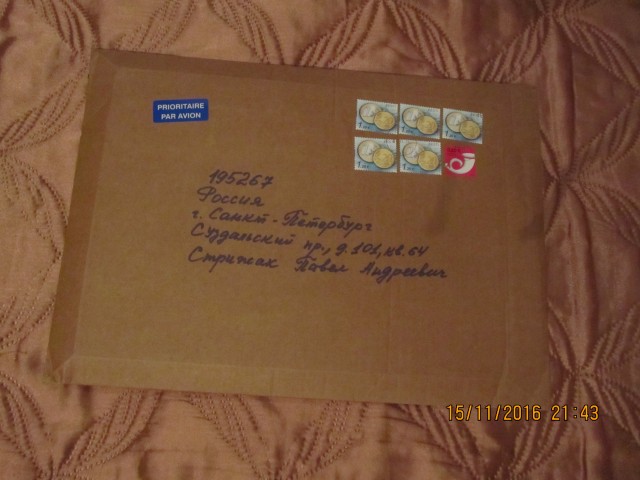 PRIORITAIRE
PAR AVION
195267
Россия
г. Санкт-Петербург
Суздальский пр., д. 101, кв. 64
Стрижак Павел Андреевич
15/11/2016 21:43